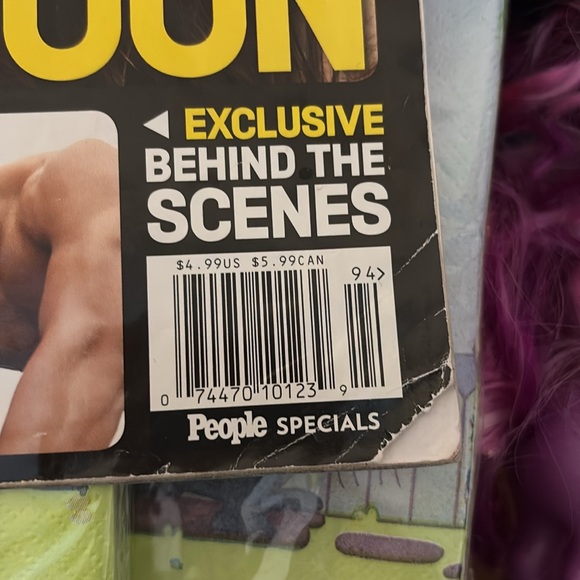 OON
◀ EXCLUSIVE
BEHIND THE
SCENES
$4.99US $5.99CAN
94>
0 74470 10123 9
People SPECIALS